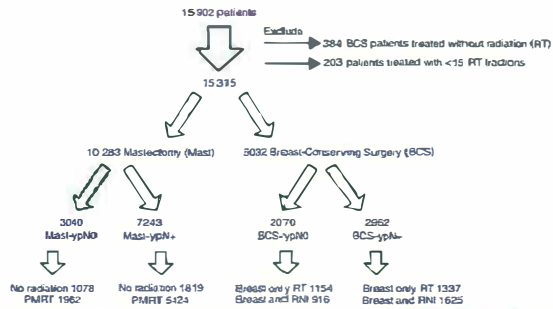 15 902 patients
Exclude
384 BCS patients treated without radiation (RT)
203 patients treated with <15 RT fractions
15 315
10 283 Mastectomy (Mast) 5032 Breast-Conserving Surgery (BCS)
3040 7243 2070 2962
Mast-ypN0 Mast-ypN+ BCS-ypN0 BCS-ypN+
No radiation 1078 No radiation 1819 Breast only RT 1154 Breast only RT 1337
PMRT 1962 PMRT 5424 Breast and RNI 916 Breast and RNI 1625